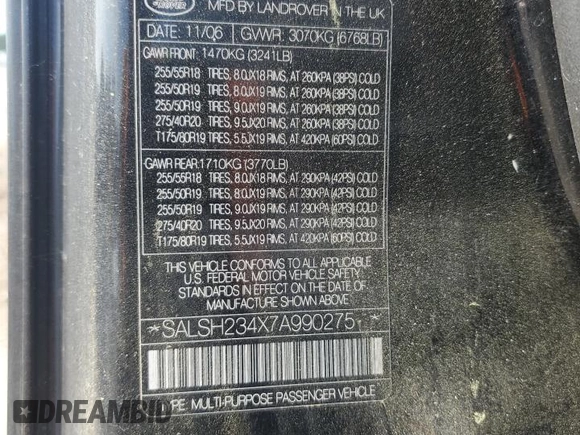 ROVER
MFD BY LANDROVER IN THE UK
DATE: 11/06 GVWR: 3070KG (6768LB)
GAWR FRONT: 1470KG (3241LB)
255/55R18 TIRES, 8.0JX18 RIMS, AT 260KPA (38PSI) COLD
255/50R19 TIRES, 8.0JX19 RIMS, AT 260KPA (38PSI) COLD
255/50R19 TIRES, 9.0JX19 RIMS, AT 260KPA (38PSI) COLD
275/40R20 TIRES, 9.5JX20 RIMS, AT 260KPA (38PSI) COLD
T175/80R19 TIRES, 5.5JX19 RIMS, AT 420KPA (60PSI) COLD
GAWR REAR: 1710KG (3770LB)
255/55R18 TIRES, 8.0JX18 RIMS, AT 290KPA (42PSI) COLD
255/50R19 TIRES, 8.0JX19 RIMS, AT 290KPA (42PSI) COLD
255/50R19 TIRES, 9.0JX19 RIMS, AT 290KPA (42PSI) COLD
275/40R20 TIRES, 9.5JX20 RIMS, AT 290KPA (42PSI) COLD
T175/80R19 TIRES, 5.5JX19 RIMS, AT 420KPA (60PSI) COLD
THIS VEHICLE CONFORMS TO ALL APPLICABLE
U.S. FEDERAL MOTOR VEHICLE SAFETY
STANDARDS IN EFFECT ON THE DATE OF
MANUFACTURE SHOWN ABOVE
*SALSH234X7A990275*
TYPE: MULTI-PURPOSE PASSENGER VEHICLE
DREAMBID